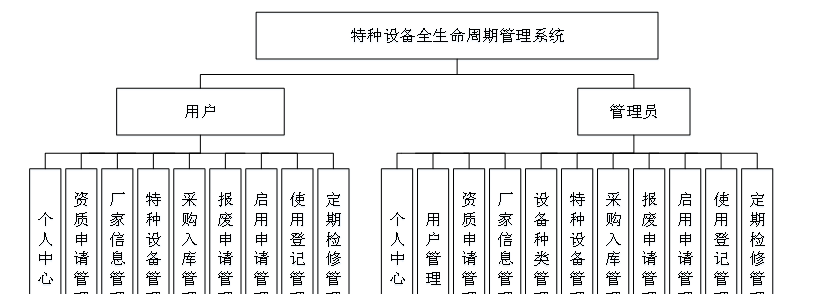 特种设备全生命周期管理系统
用户
管理员
个人中心
资质申请管理
厂家信息管理
特种设备管理
采购入库管理
报废申请管理
启用申请管理
使用登记管理
定期检修管理
个人中心
用户管理
资质申请管理
厂家信息管理
设备种类管理
特种设备管理
采购入库管理
报废申请管理
启用申请管理
使用登记管理
定期检修管理